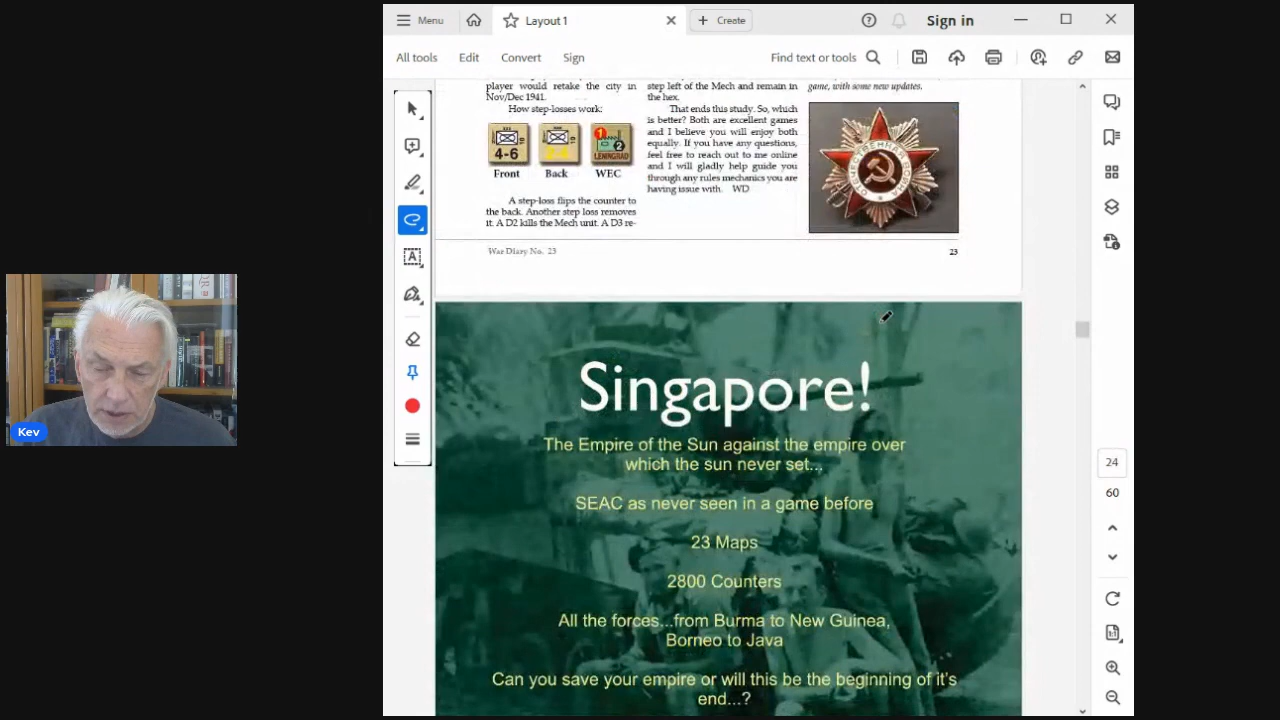 Menu
Layout 1
Create
Sign in
All tools
Edit
Convert
Sign
Find text or tools
player would retake the city in
Nov/Dec 1941.
How step-losses work:
4-6
1
2
LENINGRAD
Front
Back
WEC
A step-loss flips the counter to
the back. Another step loss removes
it. A D2 kills the Mech unit. A D3 re-
step left of the Mech and remain in
the hex.
That ends this study. So, which
is better? Both are excellent games
and I believe you will enjoy both
equally. If you have any questions,
feel free to reach out to me online
and I will gladly help guide you
through any rules mechanics you are
having issue with. WD
game, with some new updates.
War Diary No. 23
23
Singapore!
The Empire of the Sun against the empire over
which the sun never set...
SEAC as never seen in a game before
23 Maps
2800 Counters
All the forces...from Burma to New Guinea,
Borneo to Java
Can you save your empire or will this be the beginning of it's
end...?
24
60
Kev